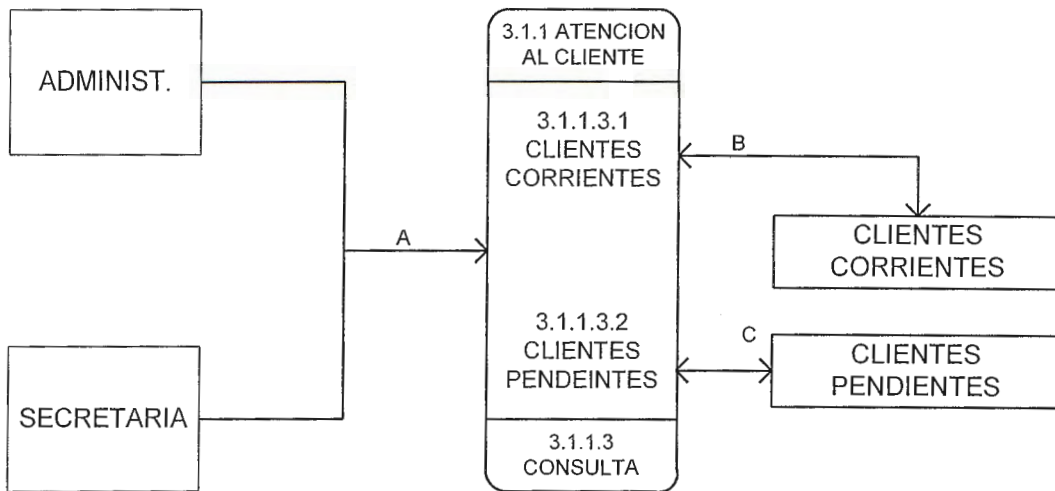 ADMINIST.
SECRETARIA
A
3.1.1 ATENCION
AL CLIENTE
3.1.1.3.1
CLIENTES
CORRIENTES
3.1.1.3.2
CLIENTES
PENDEINTES
3.1.1.3
CONSULTA
B
CLIENTES
CORRIENTES
C
CLIENTES
PENDIENTES